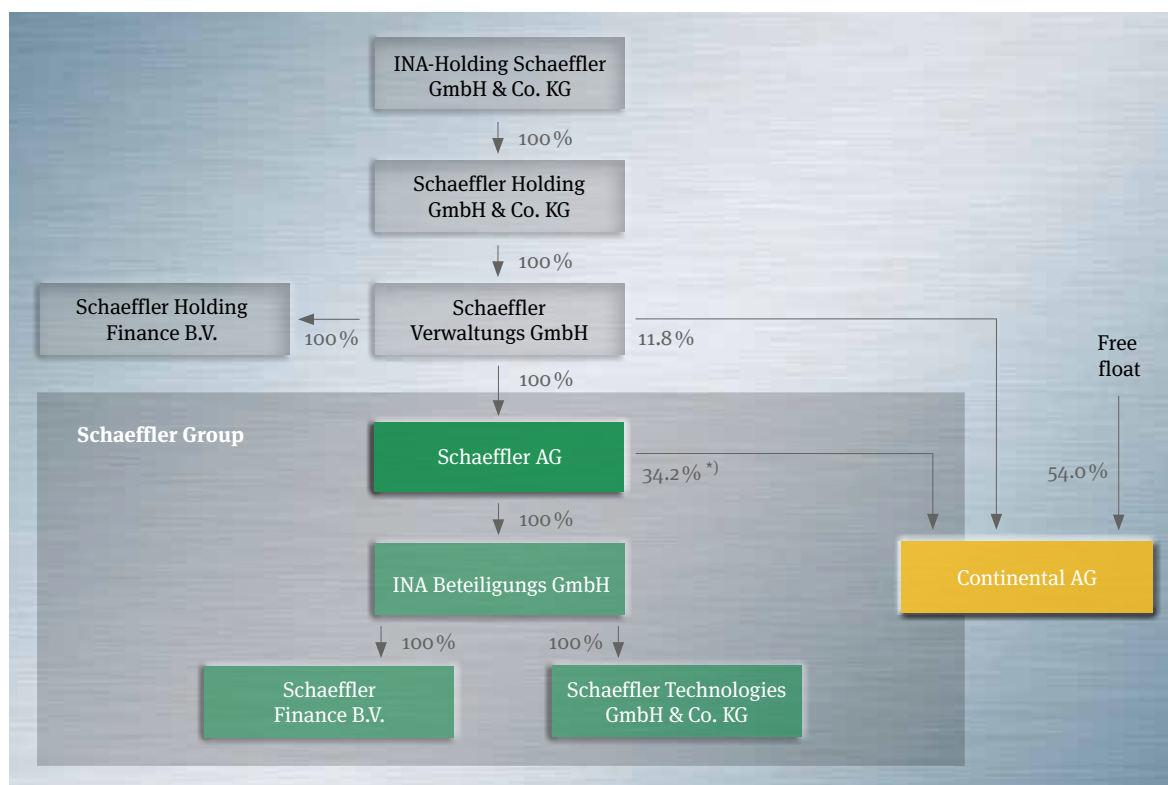 INA-Holding Schaeffler
GmbH & Co. KG
100 %
Schaeffler Holding
GmbH & Co. KG
100 %
Schaeffler Holding
Finance B.V.
100 %
Schaeffler
Verwaltungs GmbH
11.8 %
Free
float
100 %
Schaeffler Group
Schaeffler AG
34.2 % *)
54.0 %
100 %
INA Beteiligungs GmbH
Continental AG
100 %
100 %
Schaeffler
Finance B.V.
Schaeffler Technologies
GmbH & Co. KG